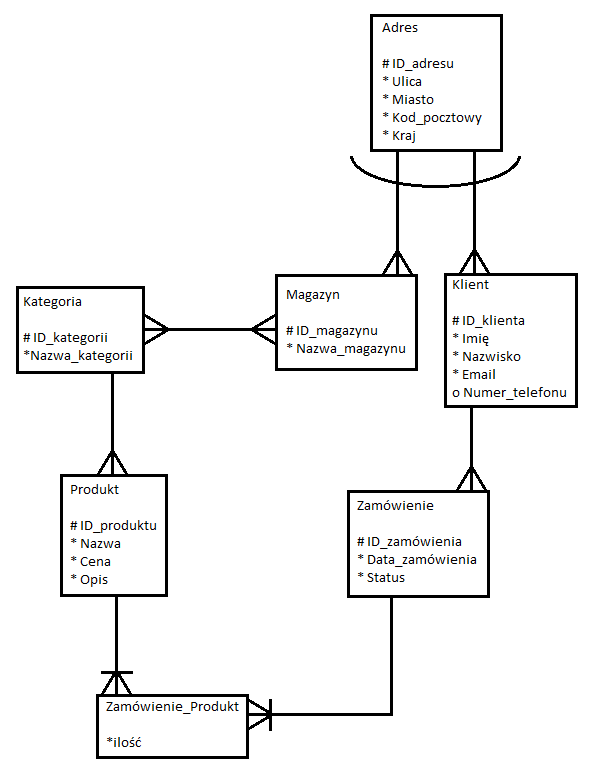 Adres
# ID_adresu
* Ulica
* Miasto
* Kod_pocztowy
* Kraj
Kategoria
# ID_kategorii
*Nazwa_kategorii
Magazyn
# ID_magazynu
* Nazwa_magazynu
Klient
# ID_klienta
* Imię
* Nazwisko
* Email
o Numer_telefonu
Produkt
# ID_produktu
* Nazwa
* Cena
* Opis
Zamówienie
# ID_zamówienia
* Data_zamówienia
* Status
Zamówienie_Produkt
*ilość